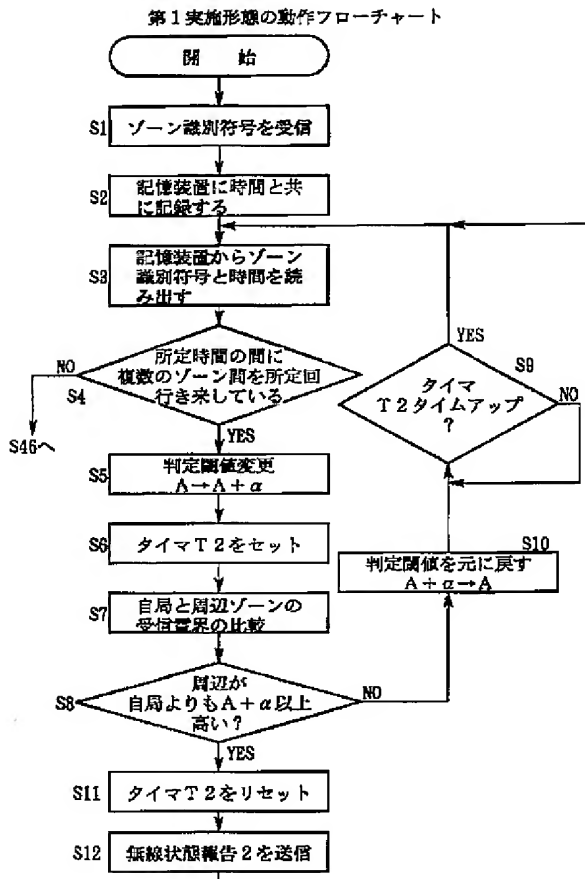 第1実施形態の動作フローチャート
開 始
S1
ゾーン識別符号を受信
S2
記憶装置に時間と共
に記録する
S3
記憶装置からゾーン
識別符号と時間を読
み出す
NO
S4
所定時間の間に
複数のゾーン間を所定回
行き来している
S46へ
YES
S5
判定閾値変更
A→A+α
S6
タイマT2をセット
S7
自局と周辺ゾーンの
受信電界の比較
S8
周辺が
自局よりもA+α以上
高い?
NO
YES
S9
タイマ
T2タイムアップ
?
YES
NO
S10
判定閾値を元に戻す
A+α→A
S11
タイマT2をリセット
S12
無線状態報告2を送信